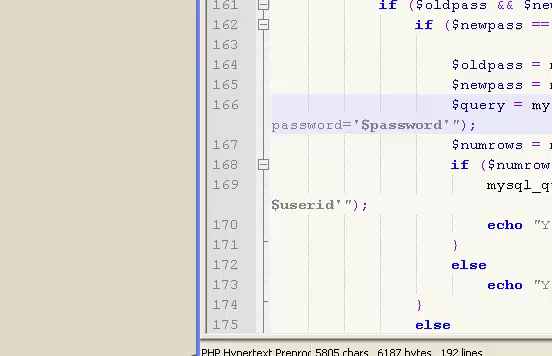 161 if ($oldpass && $ne
162 if ($newpass ==
163
164 $oldpass =
165 $newpass =
166 $query = my
password='$password'");
167 $numrows =
168 if ($numrow
169 mysql_q
$userid'");
170 echo "Y
171 }
172 else
173 echo "Y
174 }
175 else
PHP Hypertext Preproc 5805 chars 6187 bytes 192 lines